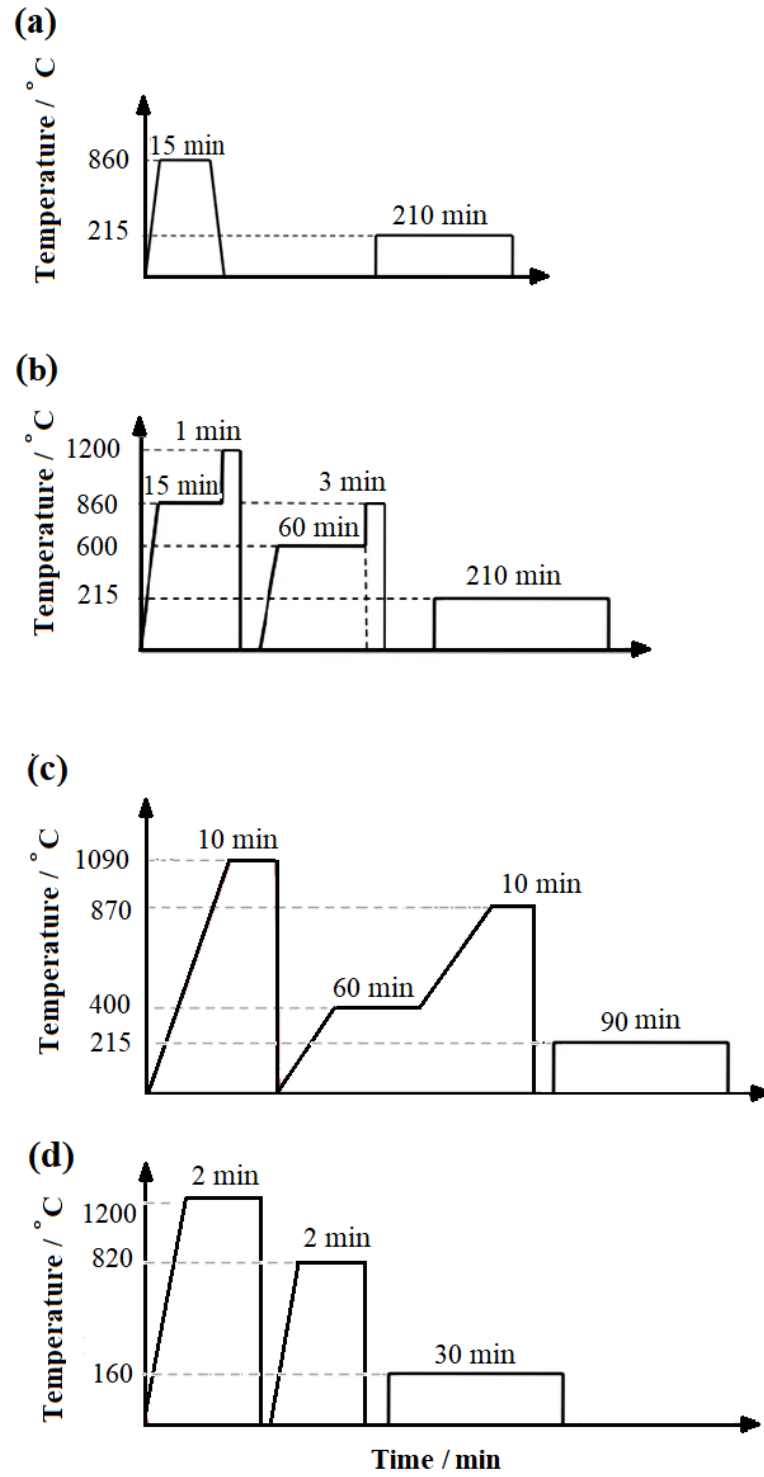 (a)
Temperature / °C
15 min
860
210 min
215
(b)
Temperature / °C
1 min
1200
15 min
3 min
860
60 min
600
210 min
215
(c)
Temperature / °C
10 min
1090
10 min
870
60 min
400
90 min
215
(d)
Temperature / °C
2 min
1200
2 min
820
30 min
160
Time / min